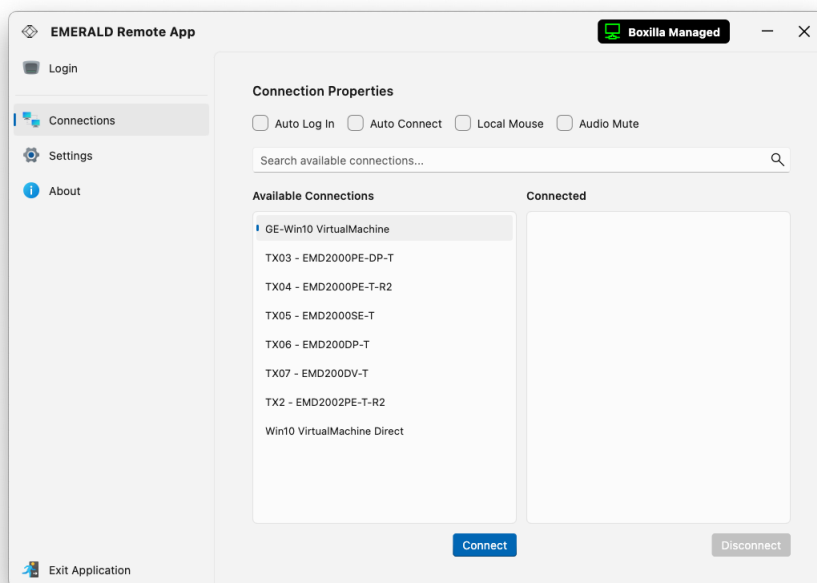 EMERALD Remote App
Boxilla Managed
Login
Connections
Settings
About
Exit Application
Connection Properties
Auto Log In
Auto Connect
Local Mouse
Audio Mute
Search available connections...
Available Connections
GE-Win10 VirtualMachine
TX03 - EMD2000PE-DP-T
TX04 - EMD2000PE-T-R2
TX05 - EMD2000SE-T
TX06 - EMD200DP-T
TX07 - EMD200DV-T
TX2 - EMD2002PE-T-R2
Win10 VirtualMachine Direct
Connect
Connected
Disconnect